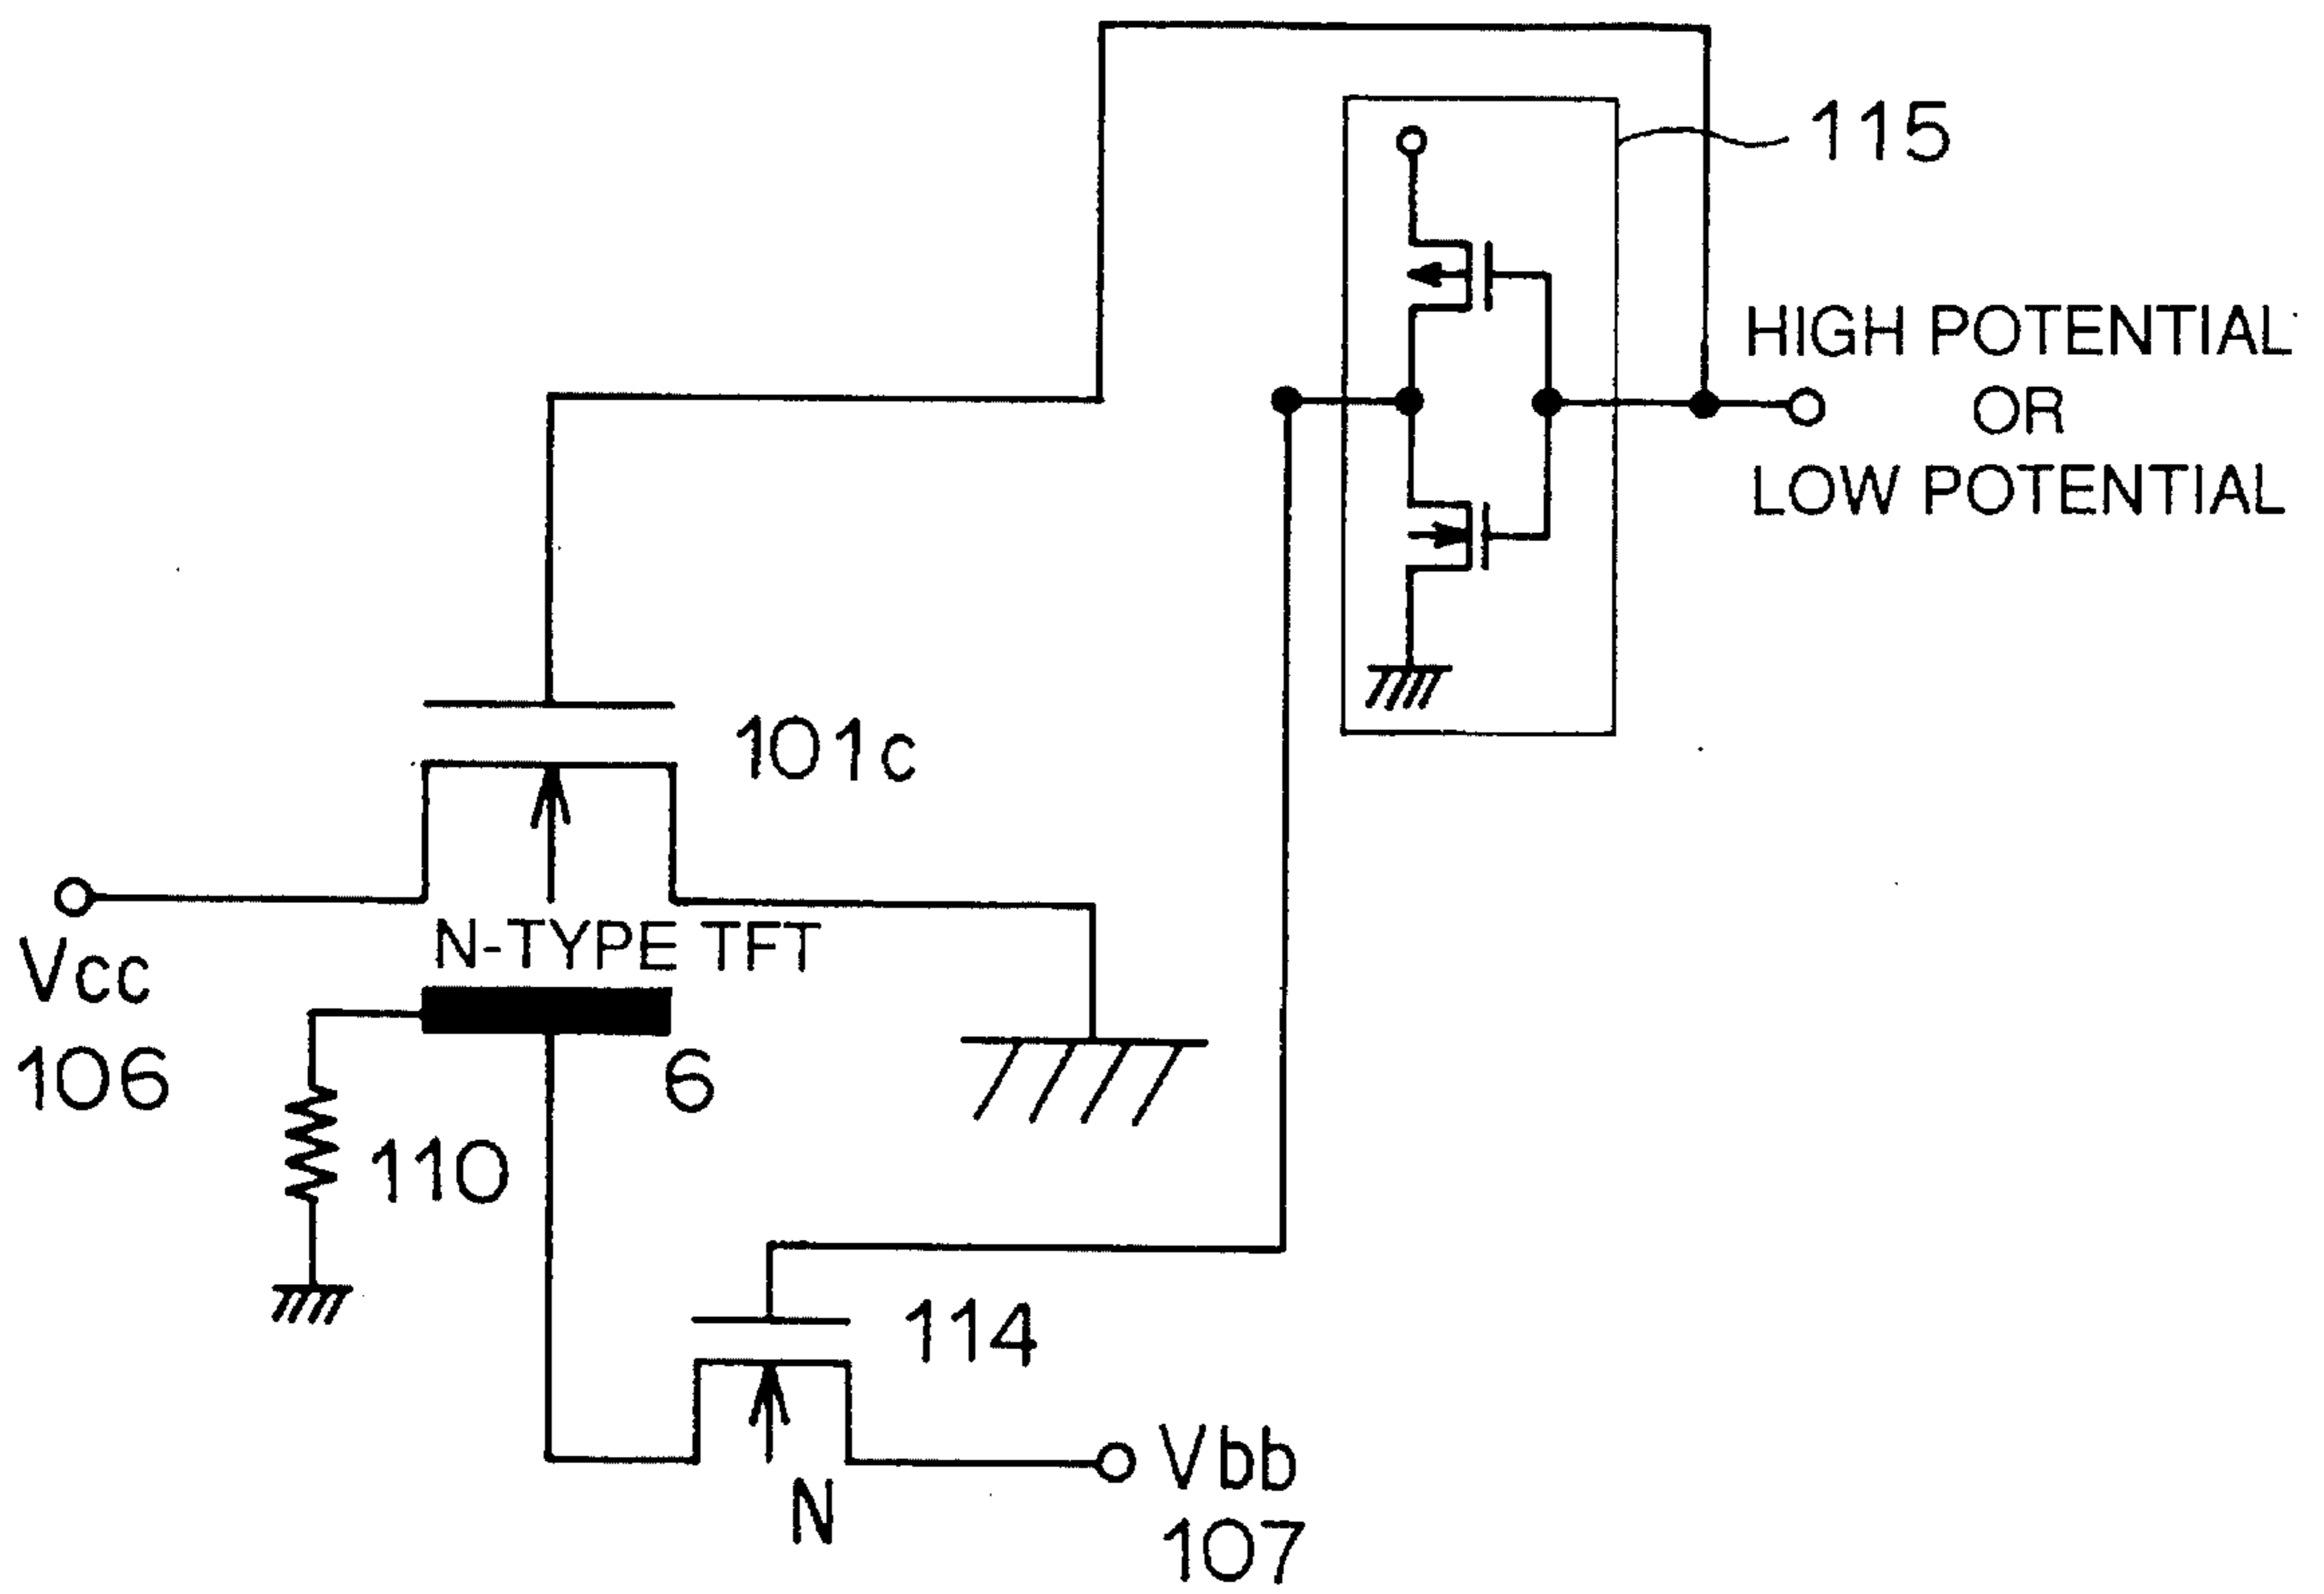 115
HIGH POTENTIAL
OR
LOW POTENTIAL
101c
N-TYPE TFT
Vcc
106
6
110
114
Vbb
107
N